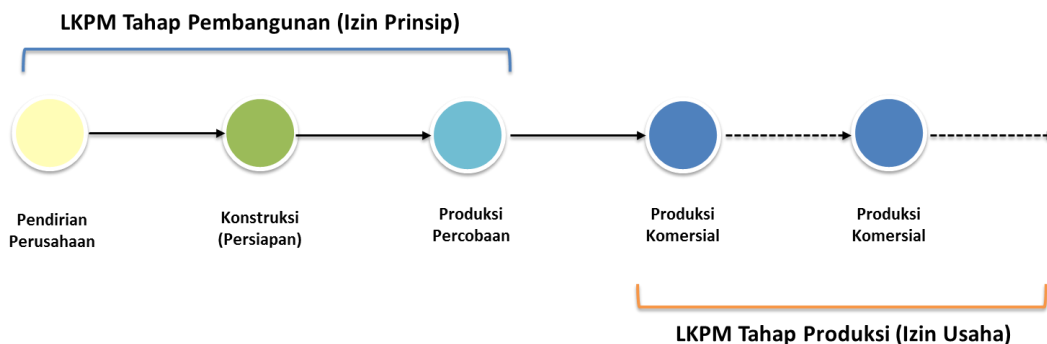 LKPM Tahap Pembangunan (Izin Prinsip)
Pendirian
Perusahaan
Konstruksi
(Persiapan)
Produksi
Percobaan
Produksi
Komersial
Produksi
Komersial
LKPM Tahap Produksi (Izin Usaha)